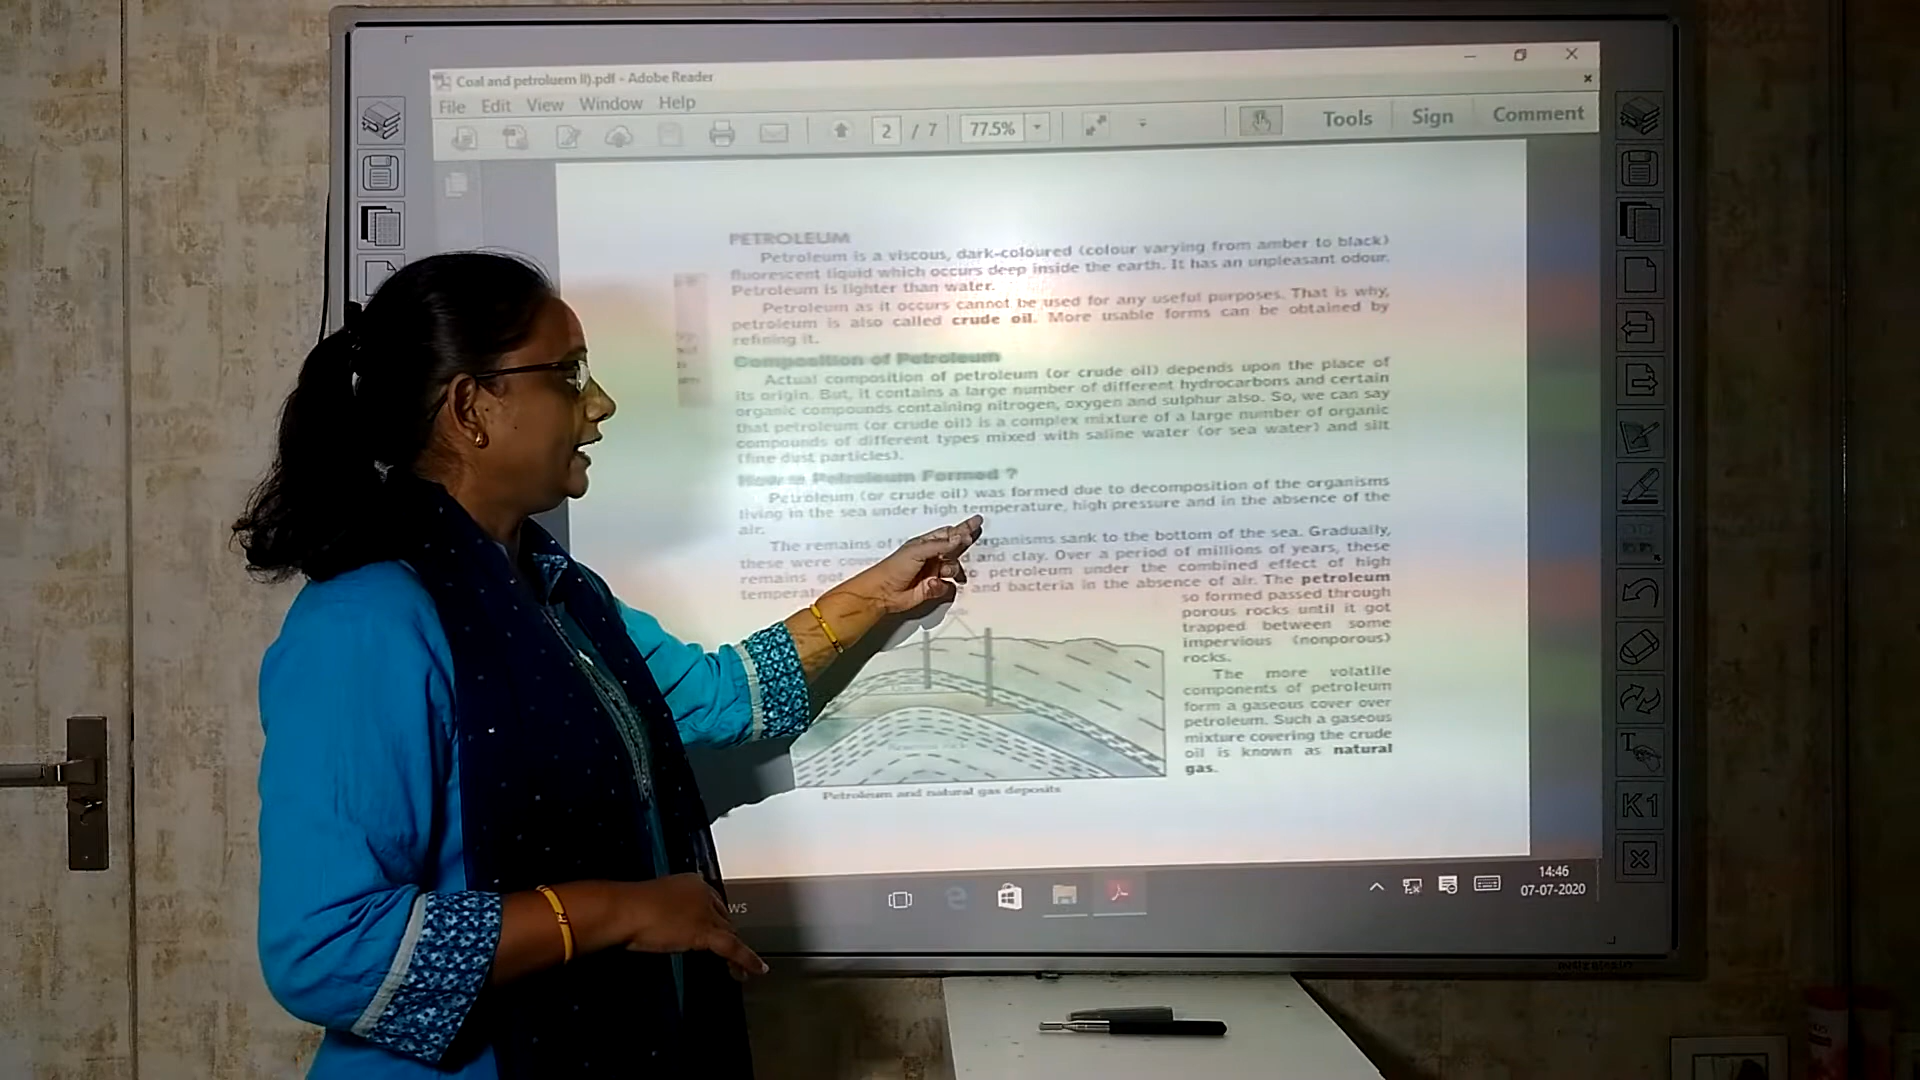 Coal and petroluem II).pdf - Adobe Reader
File Edit View Window Help
2 / 7 77.5% Tools Sign Comment
PETROLEUM
Petroleum is a viscous, dark-coloured (colour varying from amber to black)
fluorescent liquid which occurs deep inside the earth. It has an unpleasant odour.
Petroleum is lighter than water.
Petroleum as it occurs cannot be used for any useful purposes. That is why,
petroleum is also called crude oil. More usable forms can be obtained by
refining it.
Composition of Petroleum
Actual composition of petroleum (or crude oil) depends upon the place of
its origin. But, it contains a large number of different hydrocarbons and certain
organic compounds containing nitrogen, oxygen and sulphur also. So, we can say
that petroleum (or crude oil) is a complex mixture of a large number of organic
compounds of different types mixed with saline water (or sea water) and silt
(fine dust particles).
How is Petroleum Formed ?
Petroleum (or crude oil) was formed due to decomposition of the organisms
living in the sea under high temperature, high pressure and in the absence of the
air.
The remains of organisms sank to the bottom of the sea. Gradually,
these were and clay. Over a period of millions of years, these
remains got petroleum under the combined effect of high
and bacteria in the absence of air. The petroleum
so formed passed through
porous rocks until it got
trapped between some
impervious (nonporous)
rocks.
The more volatile
components of petroleum
form a gaseous cover over
petroleum. Such a gaseous
mixture covering the crude
oil is known as natural
gas.
Petroleum and natural gas deposits
14:46
07-07-2020
T
K1